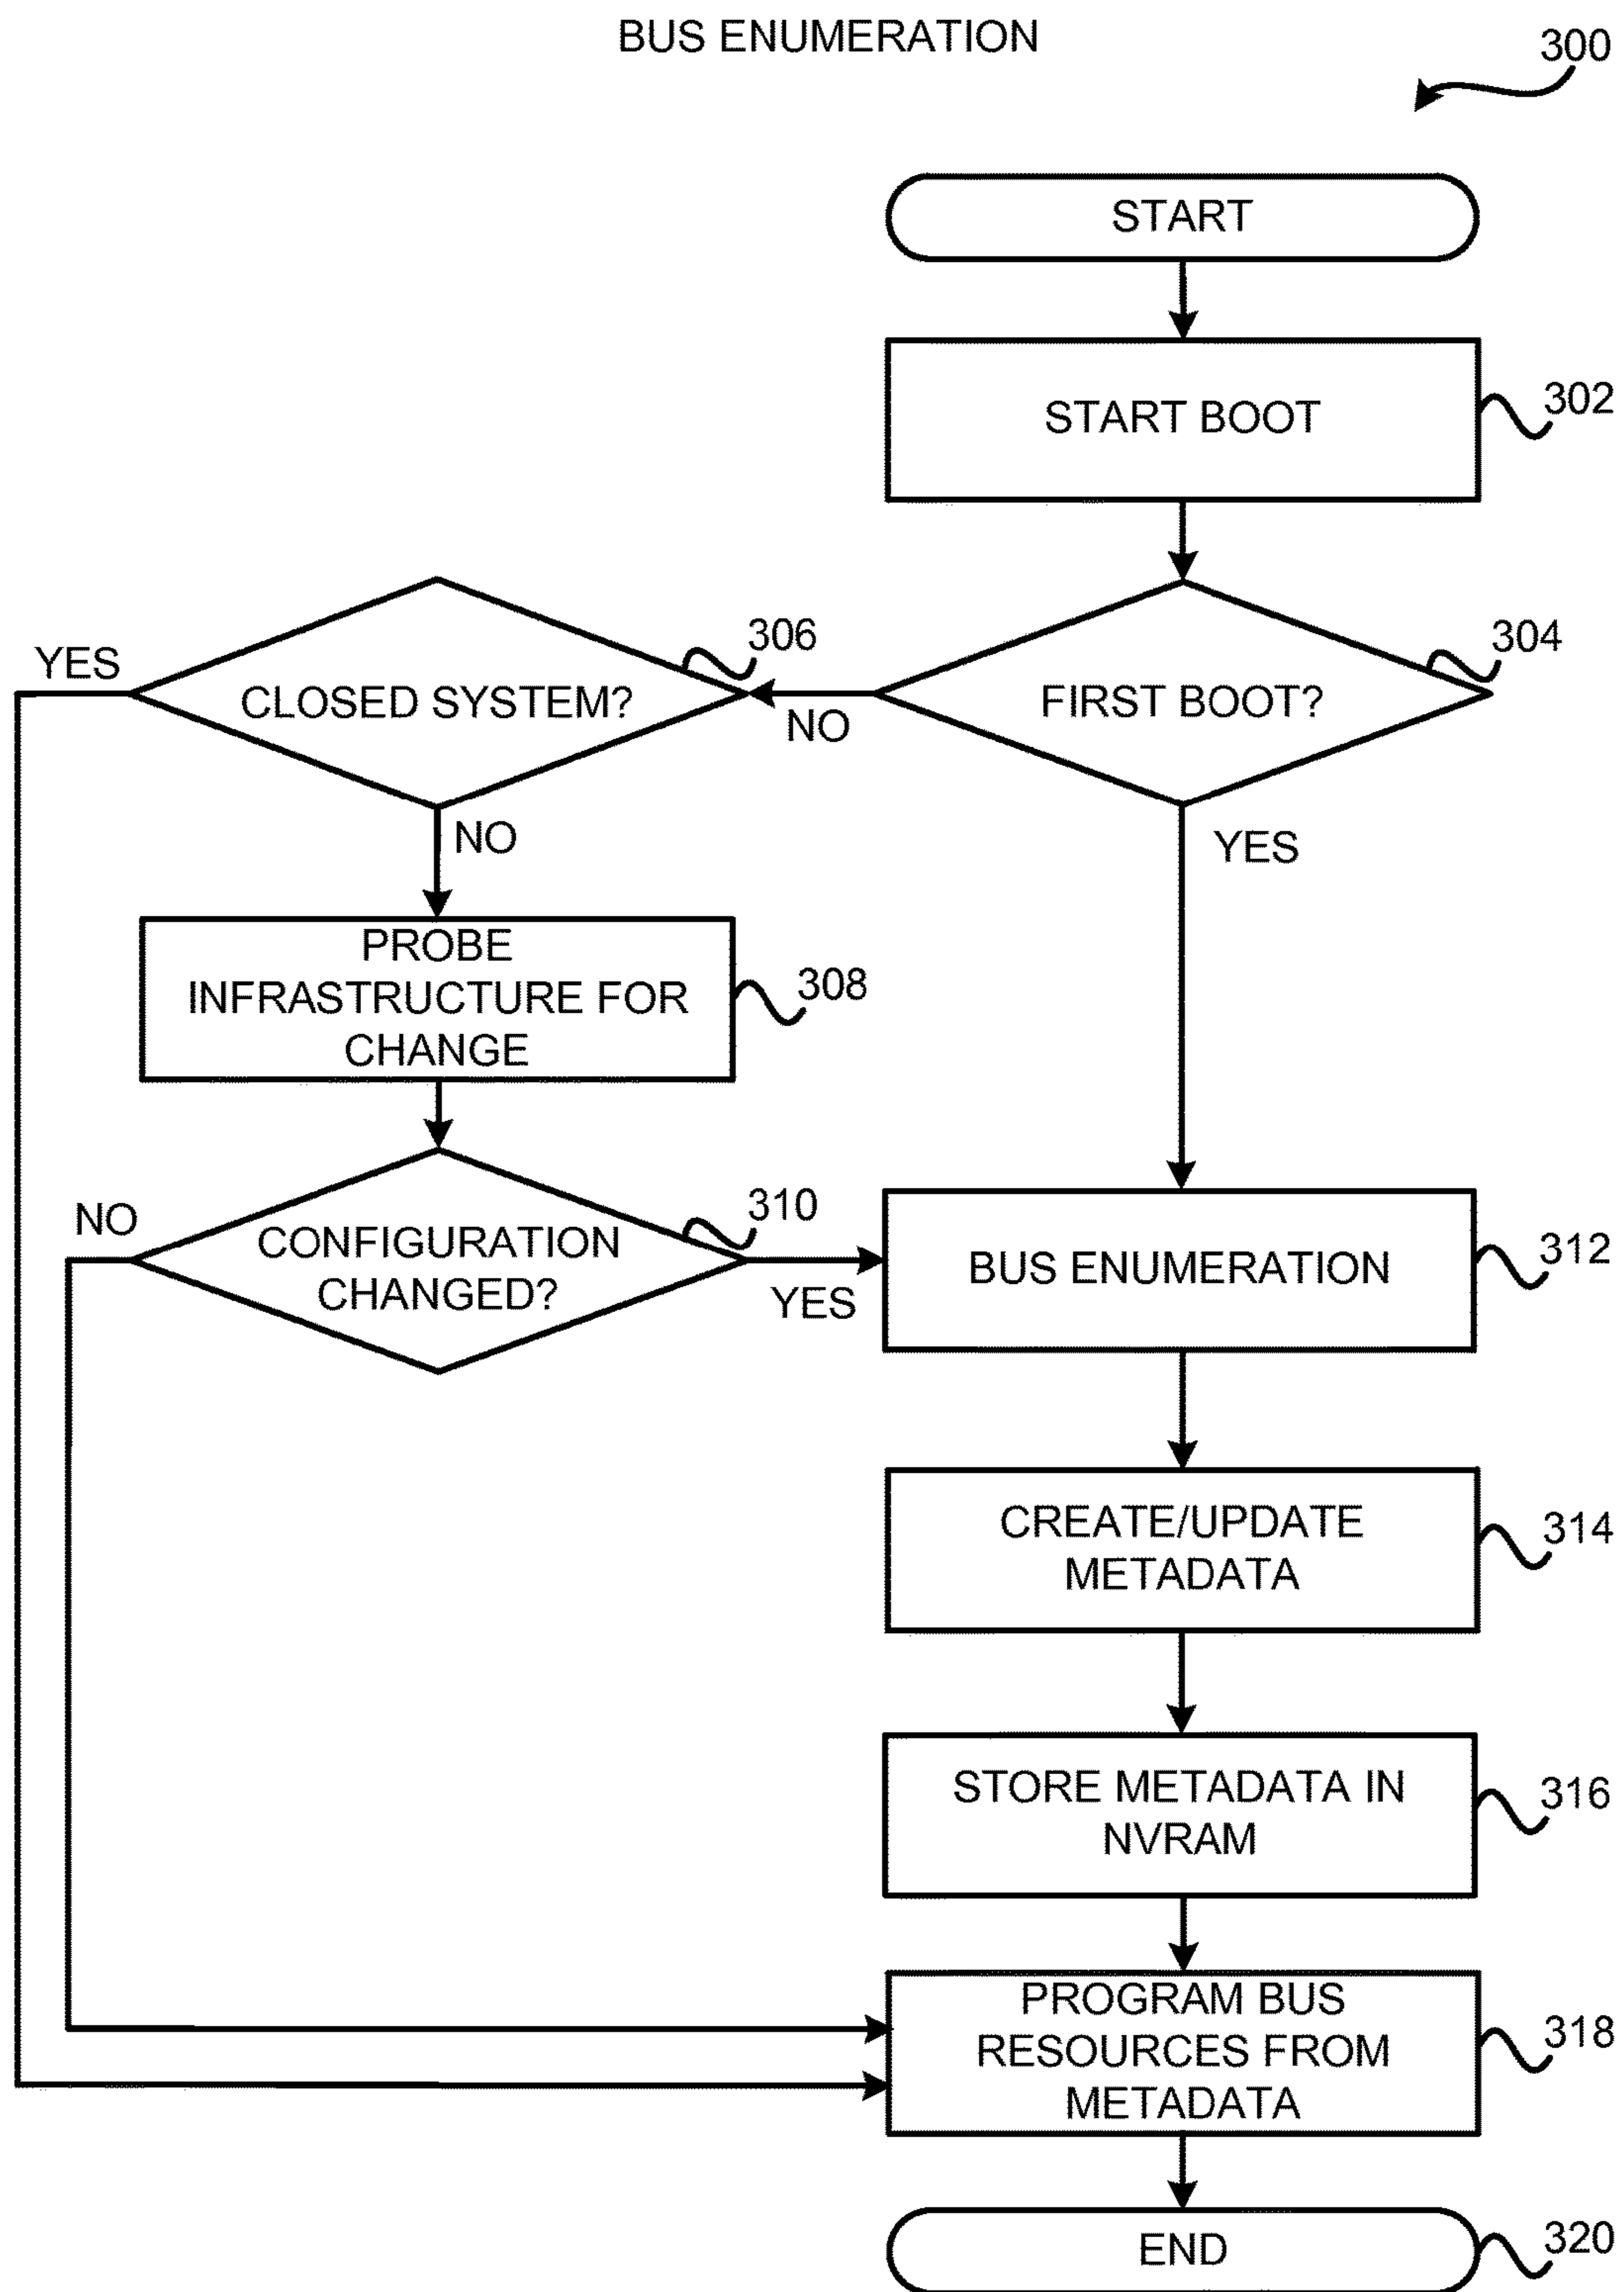 BUS ENUMERATION
300
START
START BOOT
302
FIRST BOOT?
304
NO
YES
CLOSED SYSTEM?
306
YES
NO
PROBE
INFRASTRUCTURE FOR
CHANGE
308
CONFIGURATION
CHANGED?
310
NO
YES
BUS ENUMERATION
312
CREATE/UPDATE
METADATA
314
STORE METADATA IN
NVRAM
316
PROGRAM BUS
RESOURCES FROM
METADATA
318
END
320